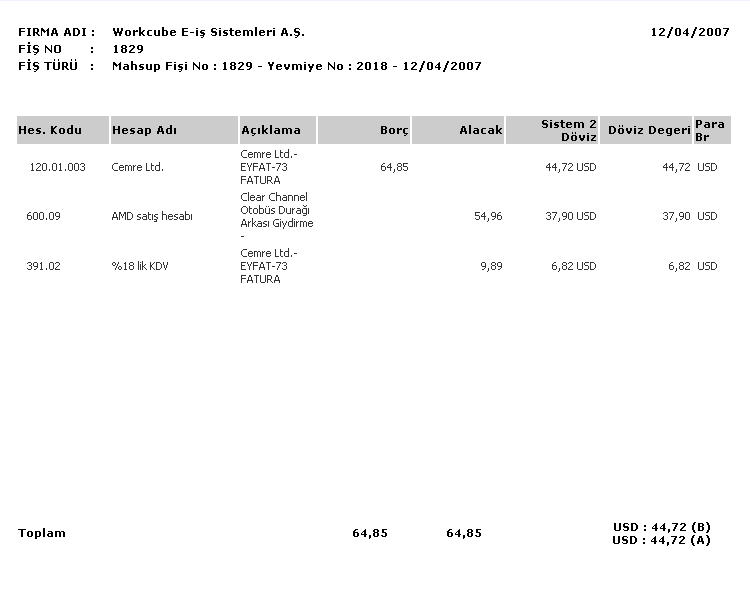 FIRMA ADI : Workcube E-iş Sistemleri A.Ş. 12/04/2007
FİŞ NO : 1829
FİŞ TÜRÜ : Mahsup Fişi No : 1829 - Yevmiye No : 2018 - 12/04/2007
Hes. Kodu Hesap Adı Açıklama Borç Alacak Sistem 2 Döviz Döviz Degeri Para Br
120.01.003 Cemre Ltd. Cemre Ltd.- EYFAT-73 FATURA 64,85 44,72 USD 44,72 USD
600.09 AMD satış hesabı Clear Channel Otobüs Durağı Arkası Giydirme - 54,96 37,90 USD 37,90 USD
391.02 %18 lik KDV Cemre Ltd.- EYFAT-73 FATURA 9,89 6,82 USD 6,82 USD
Toplam 64,85 64,85 USD : 44,72 (B)
USD : 44,72 (A)